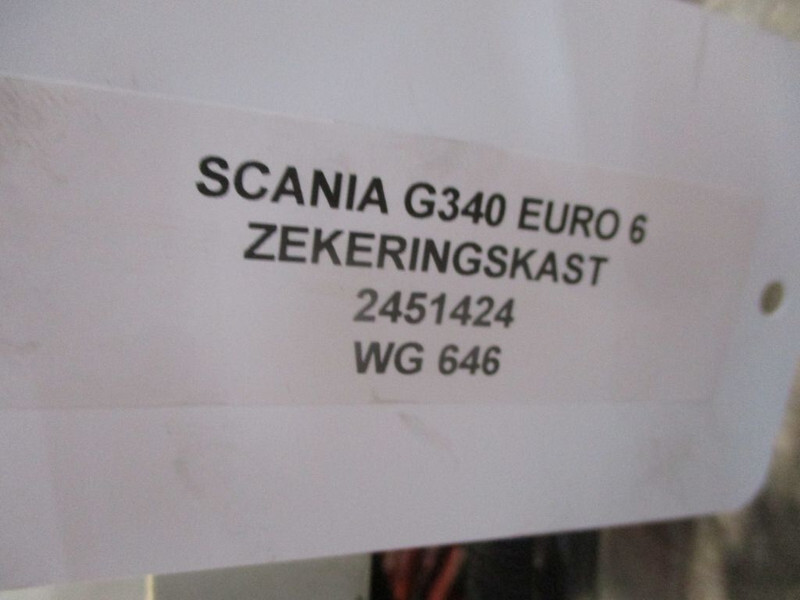 SCANIA G340 EURO 6
ZEKERINGSKAST
2451424
WG 646